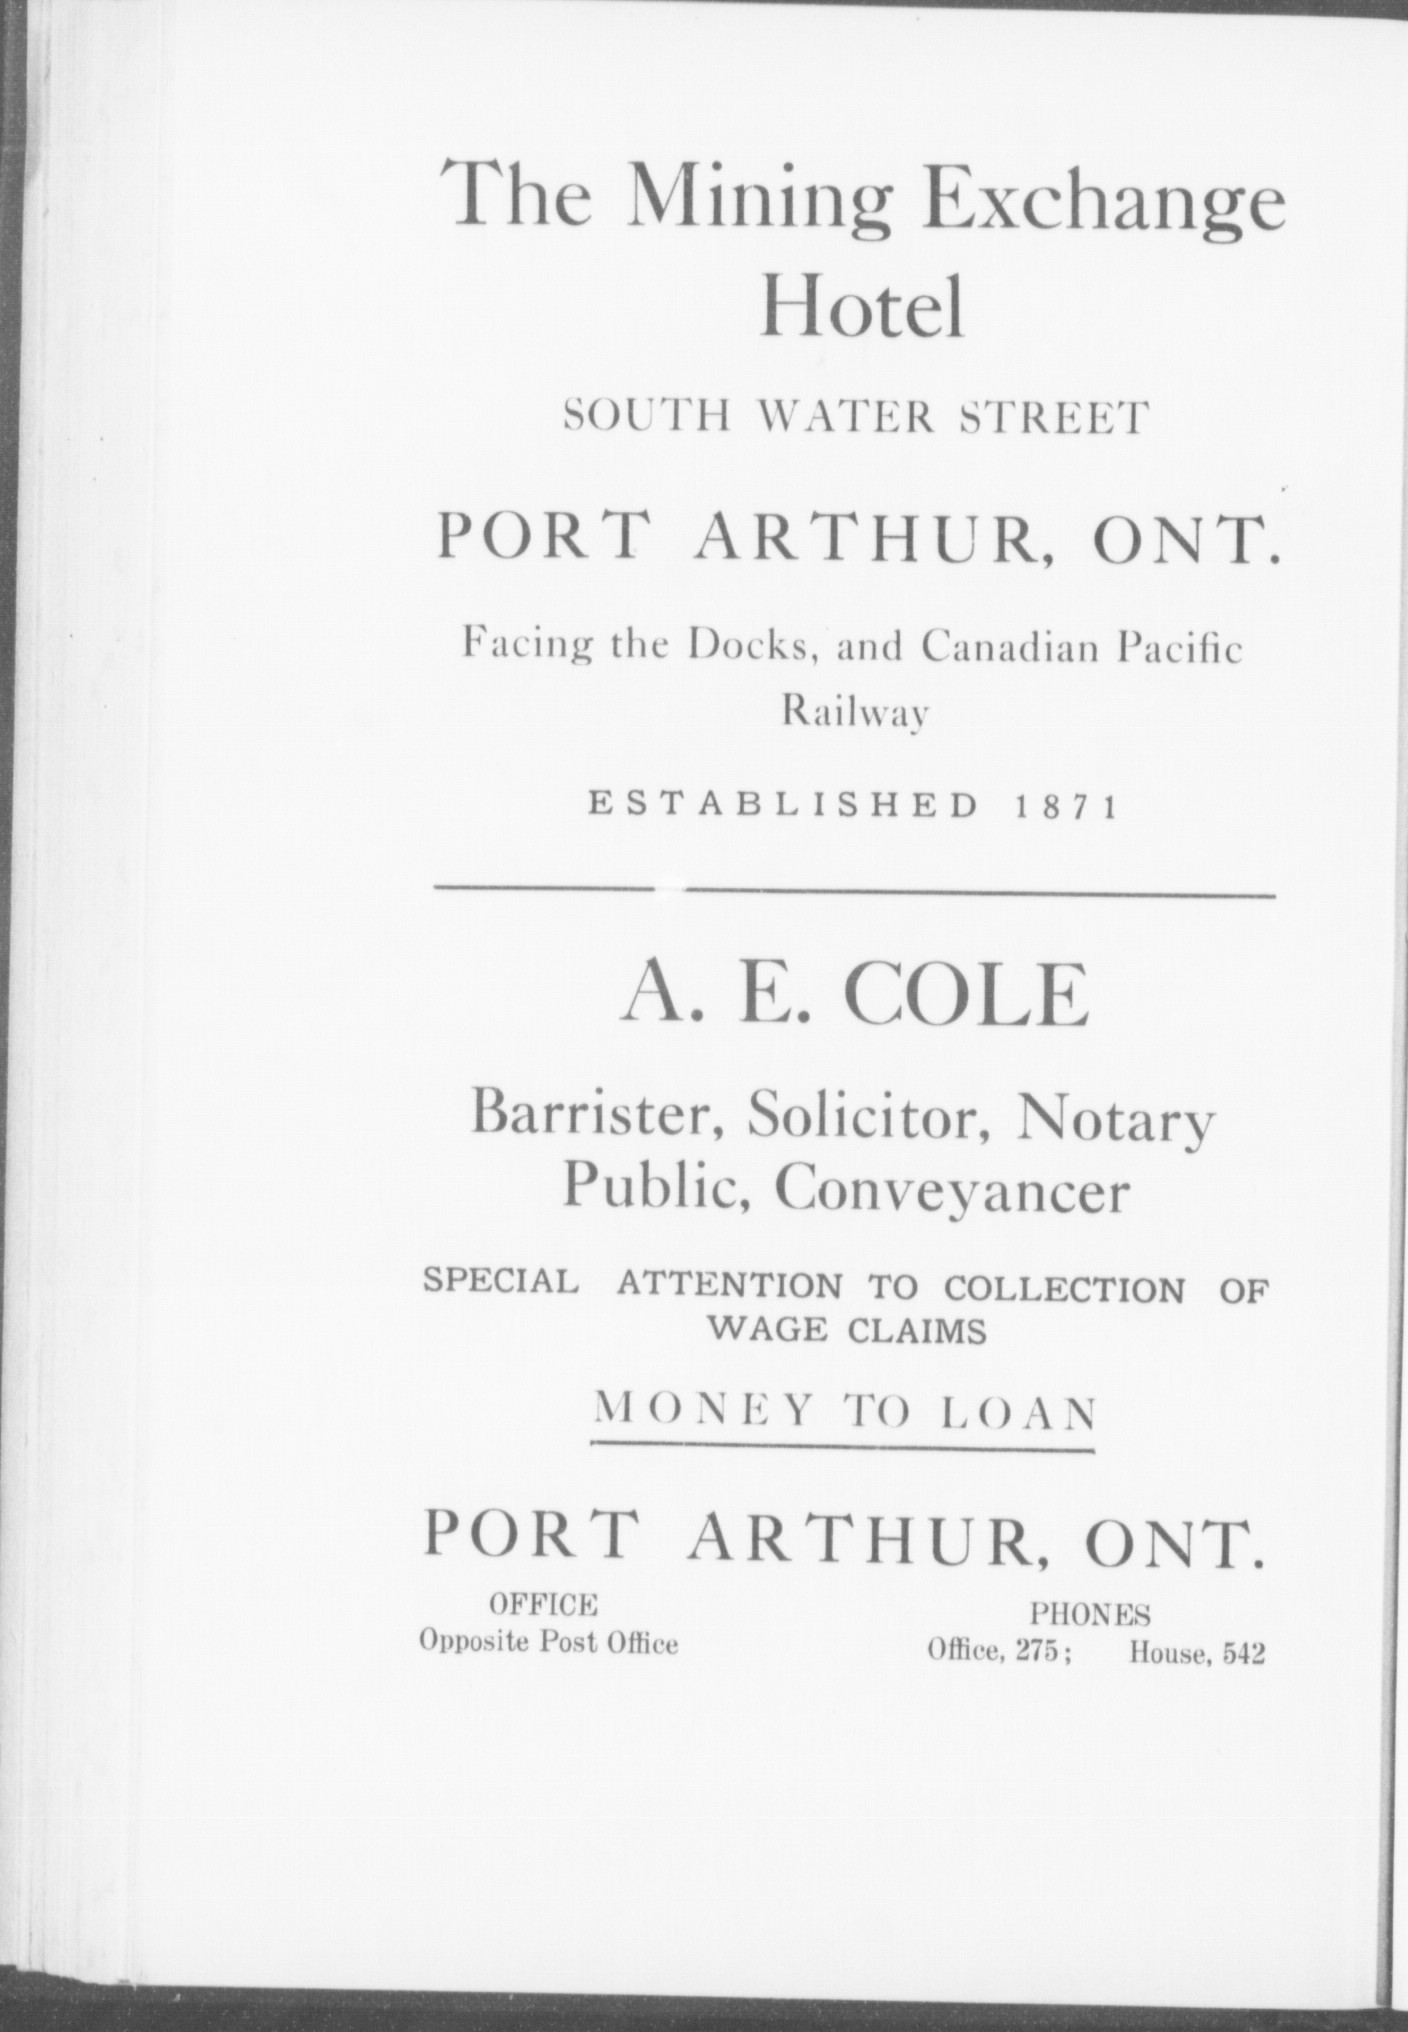 The Mining Exchange
Hotel
SOUTH WATER STREET
PORT ARTHUR, ONT.
Facing the Docks, and Canadian Pacific
Railway
ESTABLISHED 1871
A. E. COLE
Barrister, Solicitor, Notary
Public, Conveyancer
SPECIAL ATTENTION TO COLLECTION OF
WAGE CLAIMS
MONEY TO LOAN
PORT ARTHUR, ONT.
OFFICE
Opposite Post Office
PHONES
Office, 275; House, 542